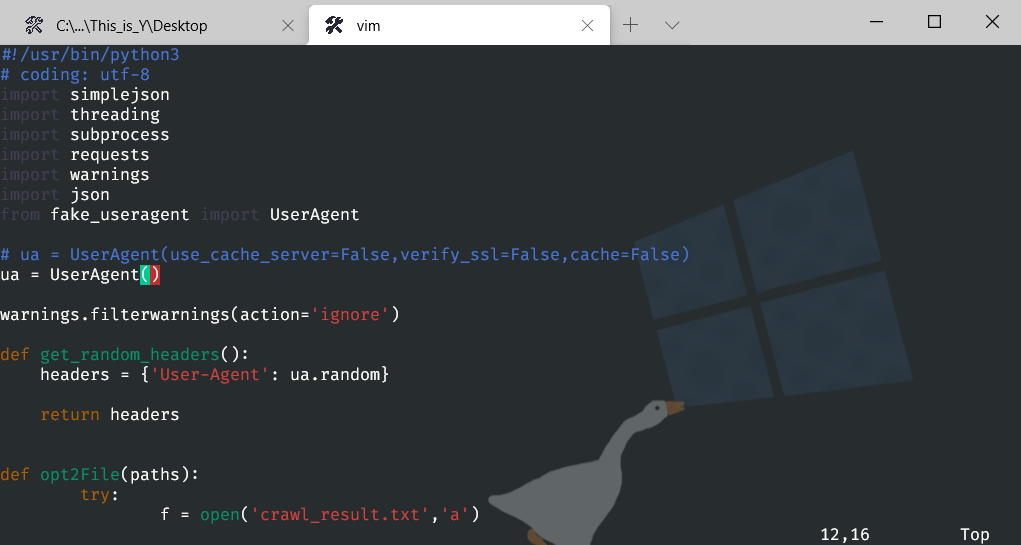 C:\...\This_is_Y\Desktop
vim
#!/usr/bin/python3
# coding: utf-8
import simplejson
import threading
import subprocess
import requests
import warnings
import json
from fake_useragent import UserAgent
# ua = UserAgent(use_cache_server=False,verify_ssl=False,cache=False)
ua = UserAgent()
warnings.filterwarnings(action='ignore')
def get_random_headers():
    headers = {'User-Agent': ua.random}
    return headers
def opt2File(paths):
        try:
                f = open('crawl_result.txt','a')
12,16 Top